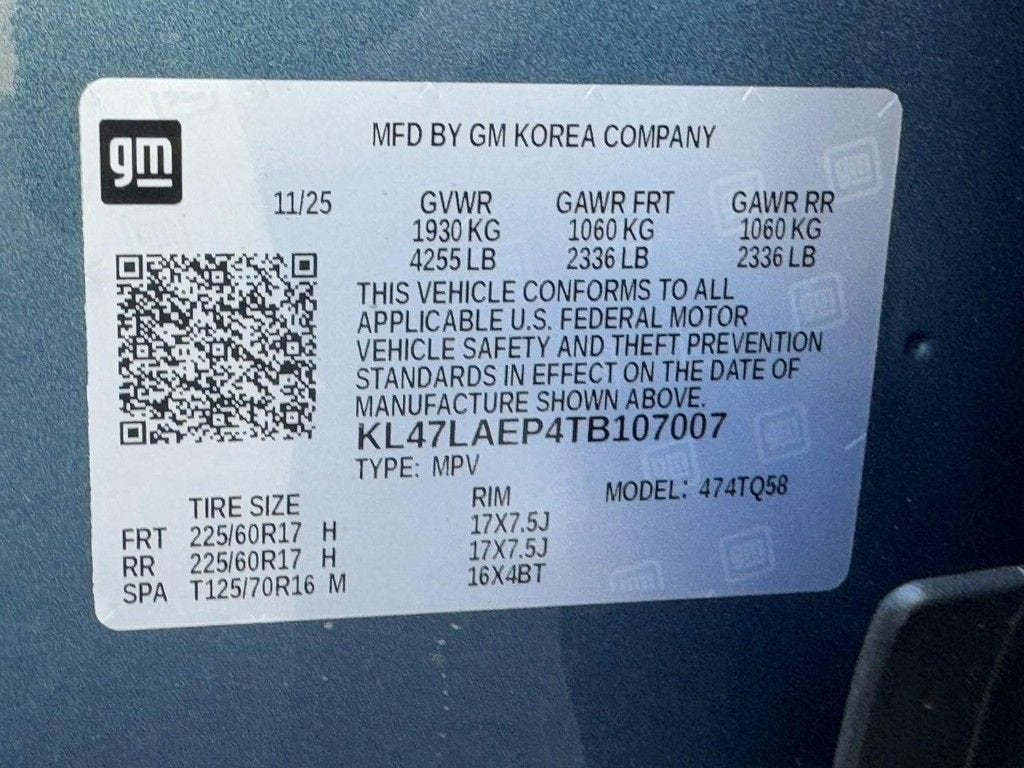 gm
MFD BY GM KOREA COMPANY
11/25 GVWR GAWR FRT GAWR RR
1930 KG 1060 KG 1060 KG
4255 LB 2336 LB 2336 LB
THIS VEHICLE CONFORMS TO ALL
APPLICABLE U.S. FEDERAL MOTOR
VEHICLE SAFETY AND THEFT PREVENTION
STANDARDS IN EFFECT ON THE DATE OF
MANUFACTURE SHOWN ABOVE.
KL47LAEP4TB107007
TYPE: MPV
MODEL: 474TQ58
TIRE SIZE RIM
FRT 225/60R17 H 17X7.5J
RR 225/60R17 H 17X7.5J
SPA T125/70R16 M 16X4BT